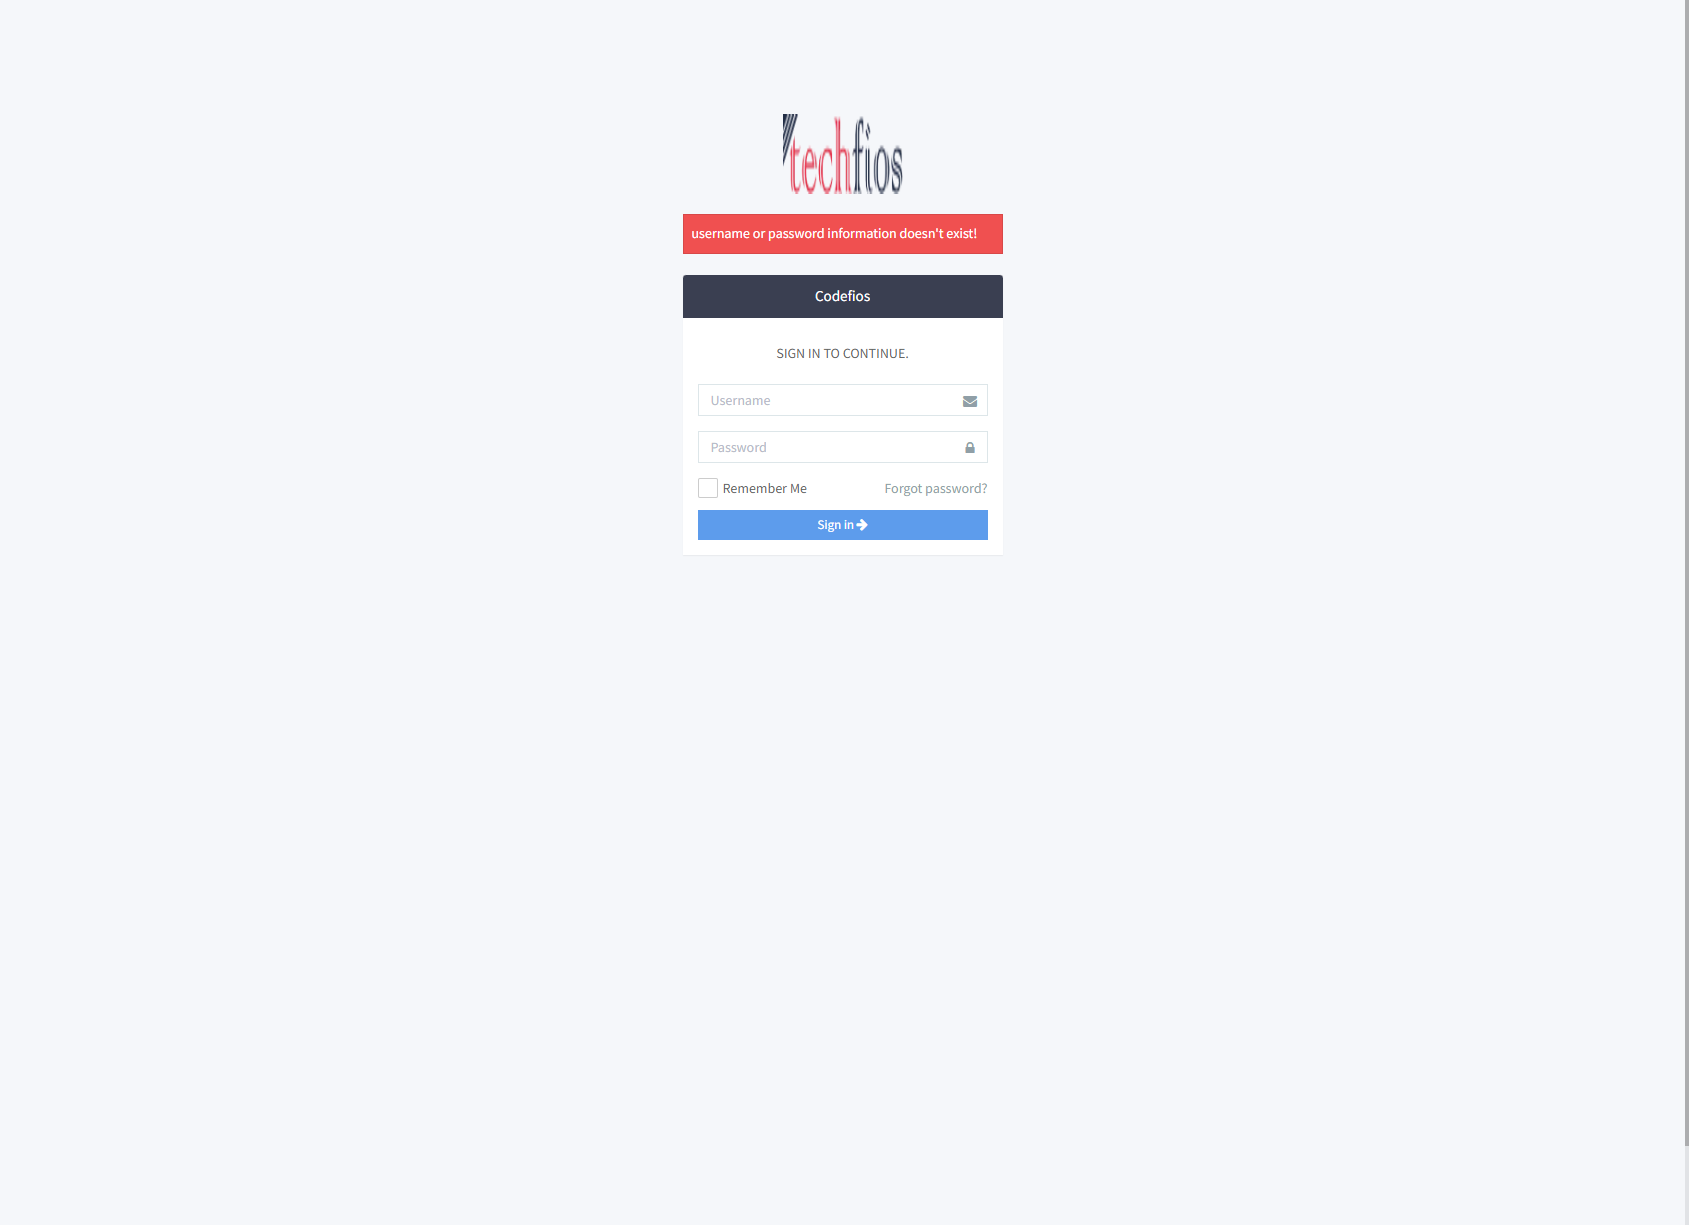 techfios
username or password information doesn't exist!
Codefios
SIGN IN TO CONTINUE.
Username
Password
Remember Me Forgot password?
Sign in